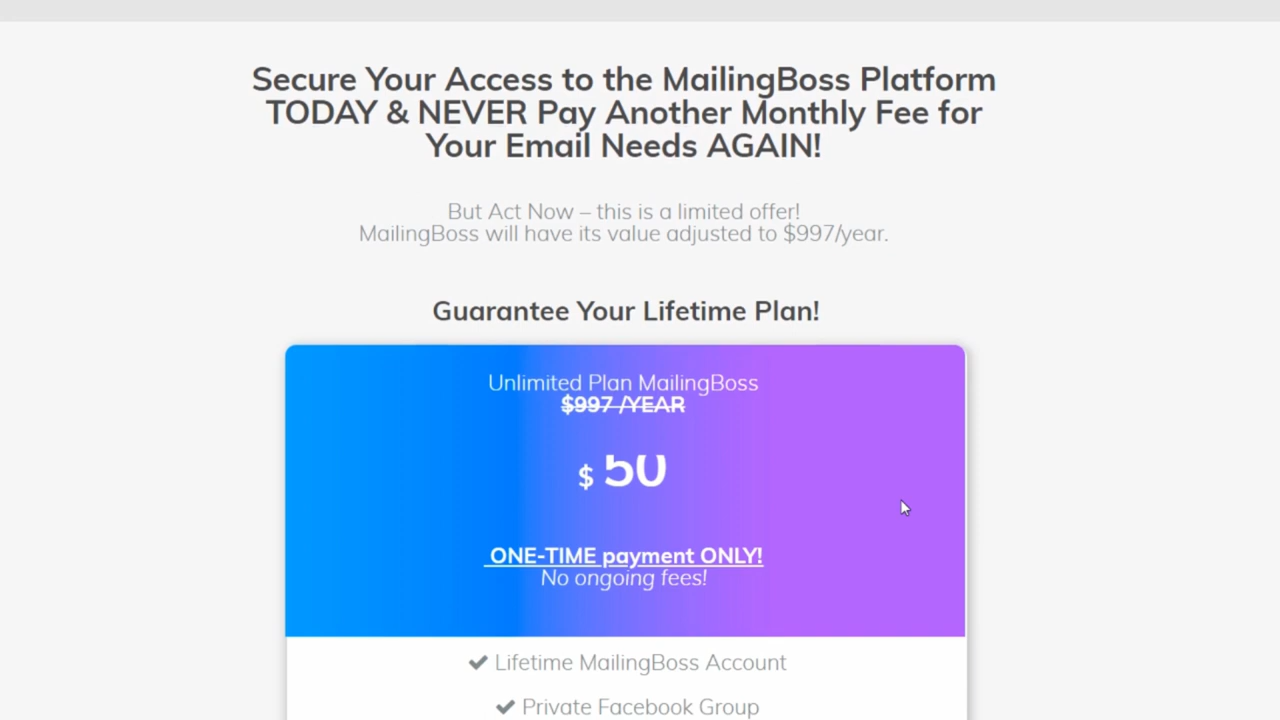 Secure Your Access to the MailingBoss Platform
TODAY & NEVER Pay Another Monthly Fee for
Your Email Needs AGAIN!
But Act Now – this is a limited offer!
MailingBoss will have its value adjusted to $997/year.
Guarantee Your Lifetime Plan!
Unlimited Plan MailingBoss
$997 /YEAR
$ 50
ONE-TIME payment ONLY!
No ongoing fees!
✔ Lifetime MailingBoss Account
✔ Private Facebook Group